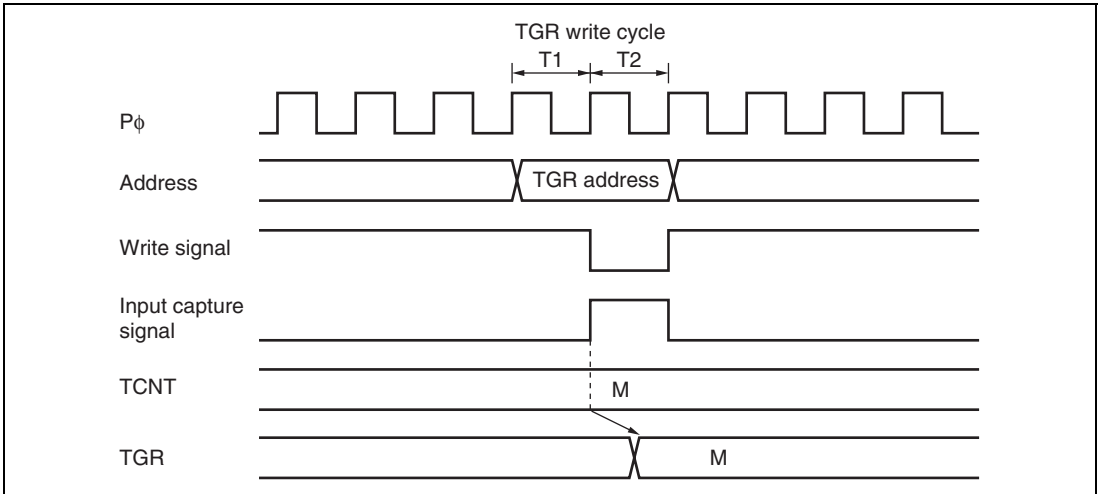 TGR write cycle
T1 T2
Pϕ
Address
TGR address
Write signal
Input capture
signal
TCNT
M
TGR
M